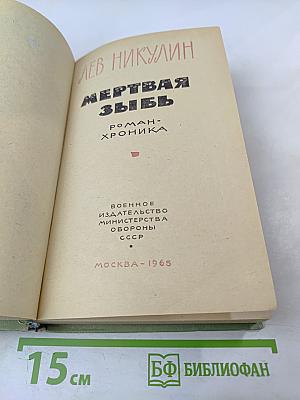 ЛЕВ НИКУЛИН
МЕРТВАЯ
ЗЫБЬ
РОМАН-
ХРОНИКА
ВОЕННОЕ
ИЗДАТЕЛЬСТВО
МИНИСТЕРСТВА
ОБОРОНЫ
СССР
МОСКВА – 1965
15 см
БФ БИБЛИОФАН